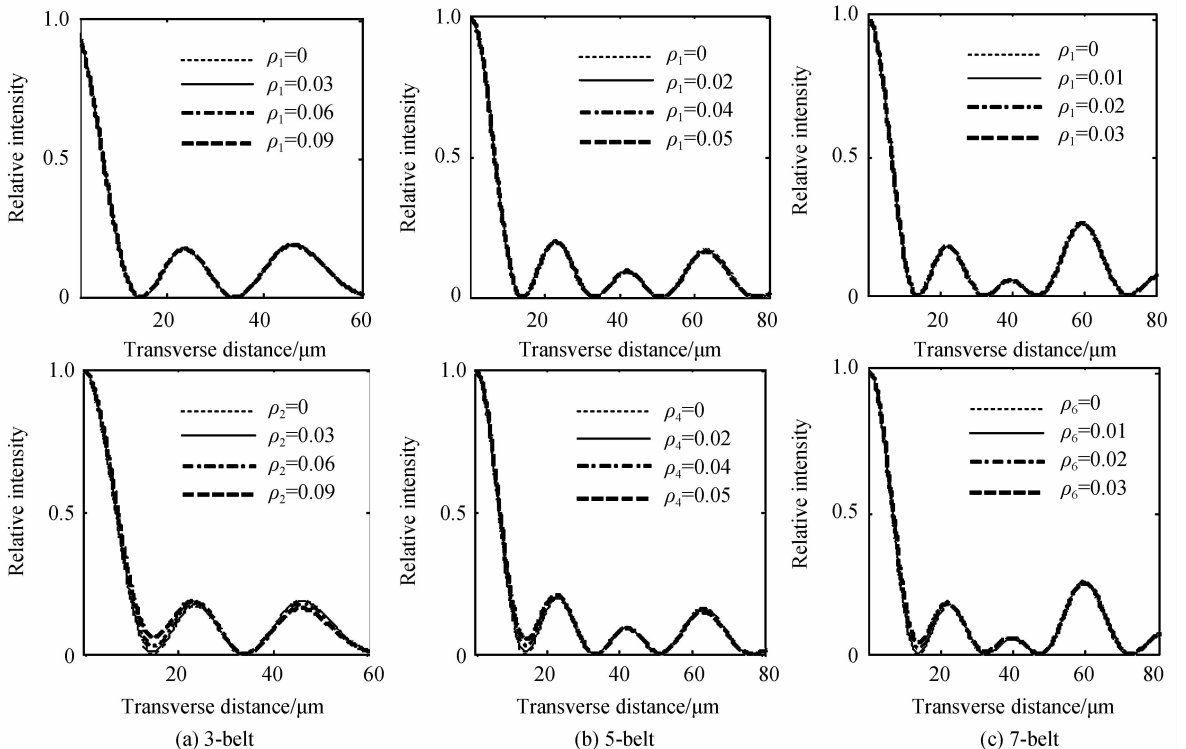 1.0
0.5
0
Relative intensity
ρ₁=0
ρ₁=0.03
ρ₁=0.06
ρ₁=0.09
20
40
60
Transverse distance/μm
1.0
0.5
0
Relative intensity
ρ₁=0
ρ₁=0.02
ρ₁=0.04
ρ₁=0.05
20
40
60
80
Transverse distance/μm
1.0
0.5
0
Relative intensity
ρ₁=0
ρ₁=0.01
ρ₁=0.02
ρ₁=0.03
20
40
60
80
Transverse distance/μm
1.0
0.5
0
Relative intensity
ρ₂=0
ρ₂=0.03
ρ₂=0.06
ρ₂=0.09
20
40
60
Transverse distance/μm
(a) 3-belt
1.0
0.5
0
Relative intensity
ρ₄=0
ρ₄=0.02
ρ₄=0.04
ρ₄=0.05
20
40
60
80
Transverse distance/μm
(b) 5-belt
1.0
0.5
0
Relative intensity
ρ₆=0
ρ₆=0.01
ρ₆=0.02
ρ₆=0.03
20
40
60
80
Transverse distance/μm
(c) 7-belt